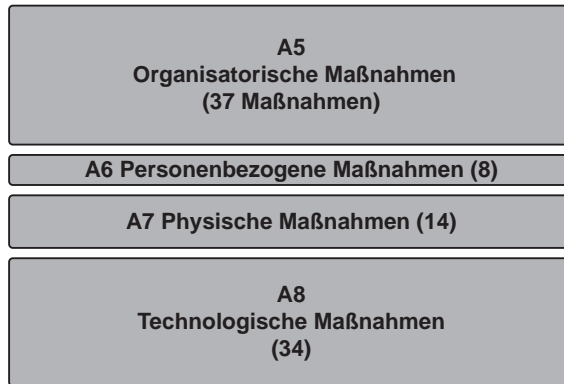 A5
Organisatorische Maßnahmen
(37 Maßnahmen)
A6 Personenbezogene Maßnahmen (8)
A7 Physische Maßnahmen (14)
A8
Technologische Maßnahmen
(34)